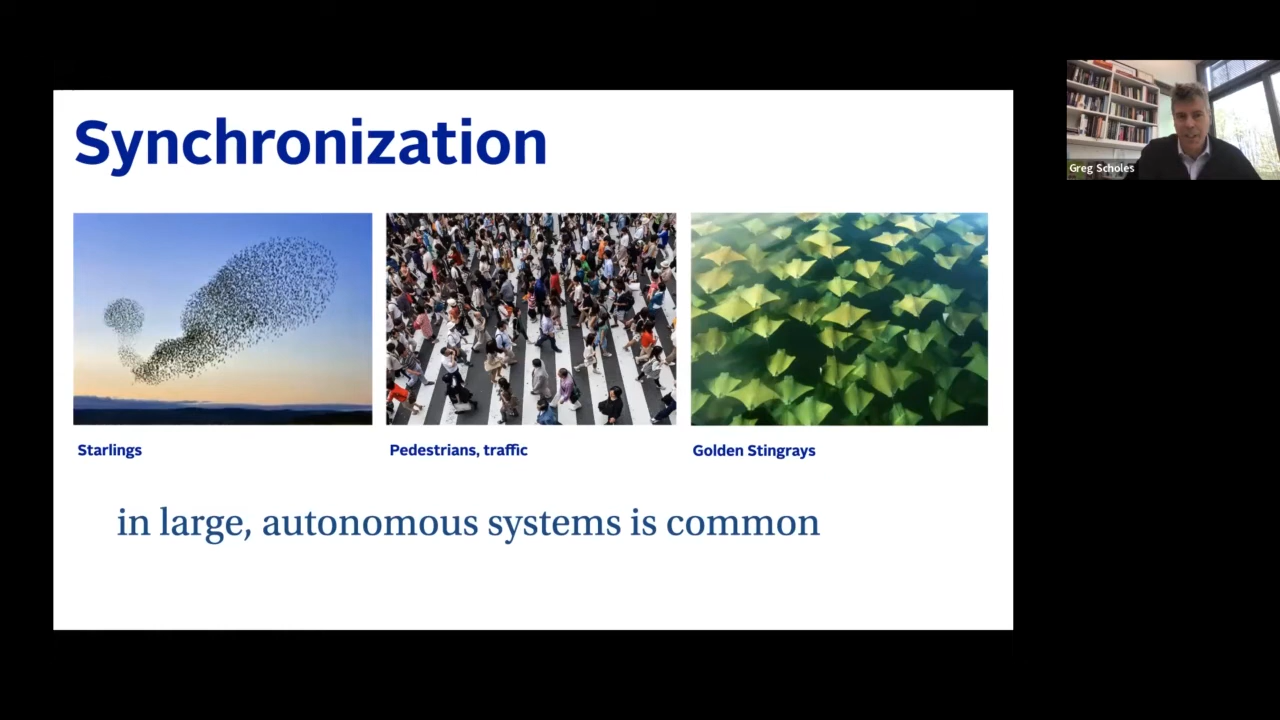 Synchronization
Starlings
Pedestrians, traffic
Golden Stingrays
in large, autonomous systems is common
Greg Scholes